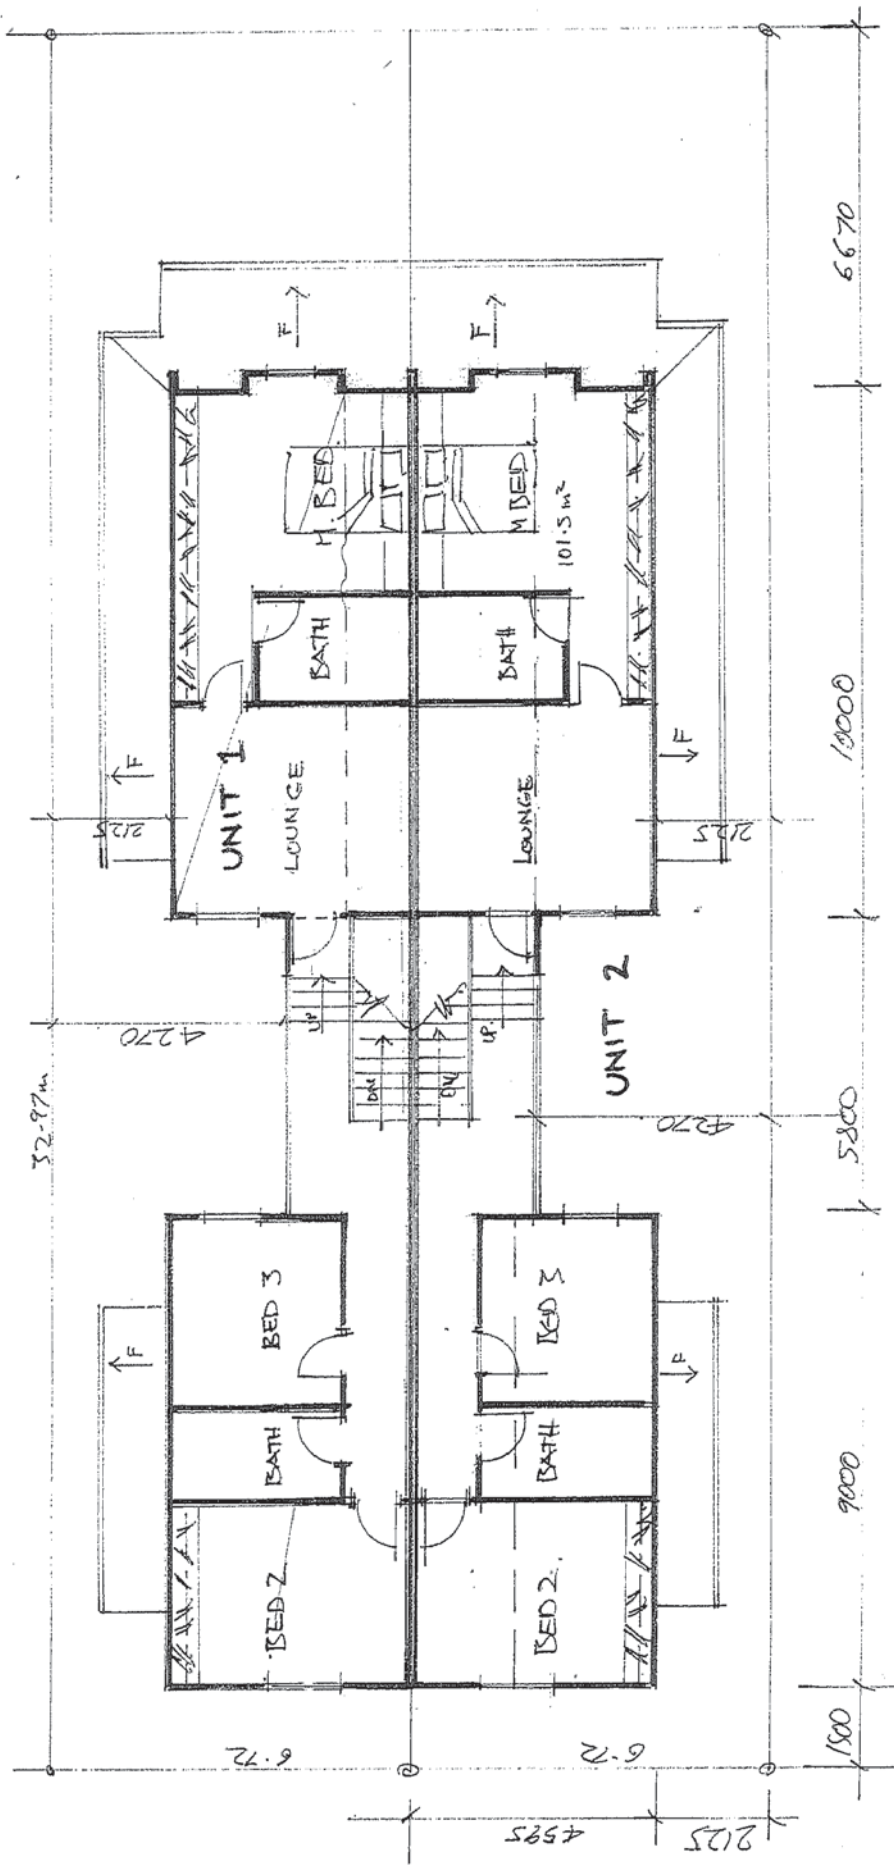 6670
F
F
M. BED.
M BED
101.5 m²
BATH
BATH
10000
F
F
UNIT 1
LOUNGE
LOUNGE
2125
2125
UP
UP.
4270
UNIT 2
DN
DN
32.97m
4270
5800
BED 3
BED 3
F
F
BATH
BATH
9000
BED 2
BED 2.
6.72
6.72
1500
4595
2125